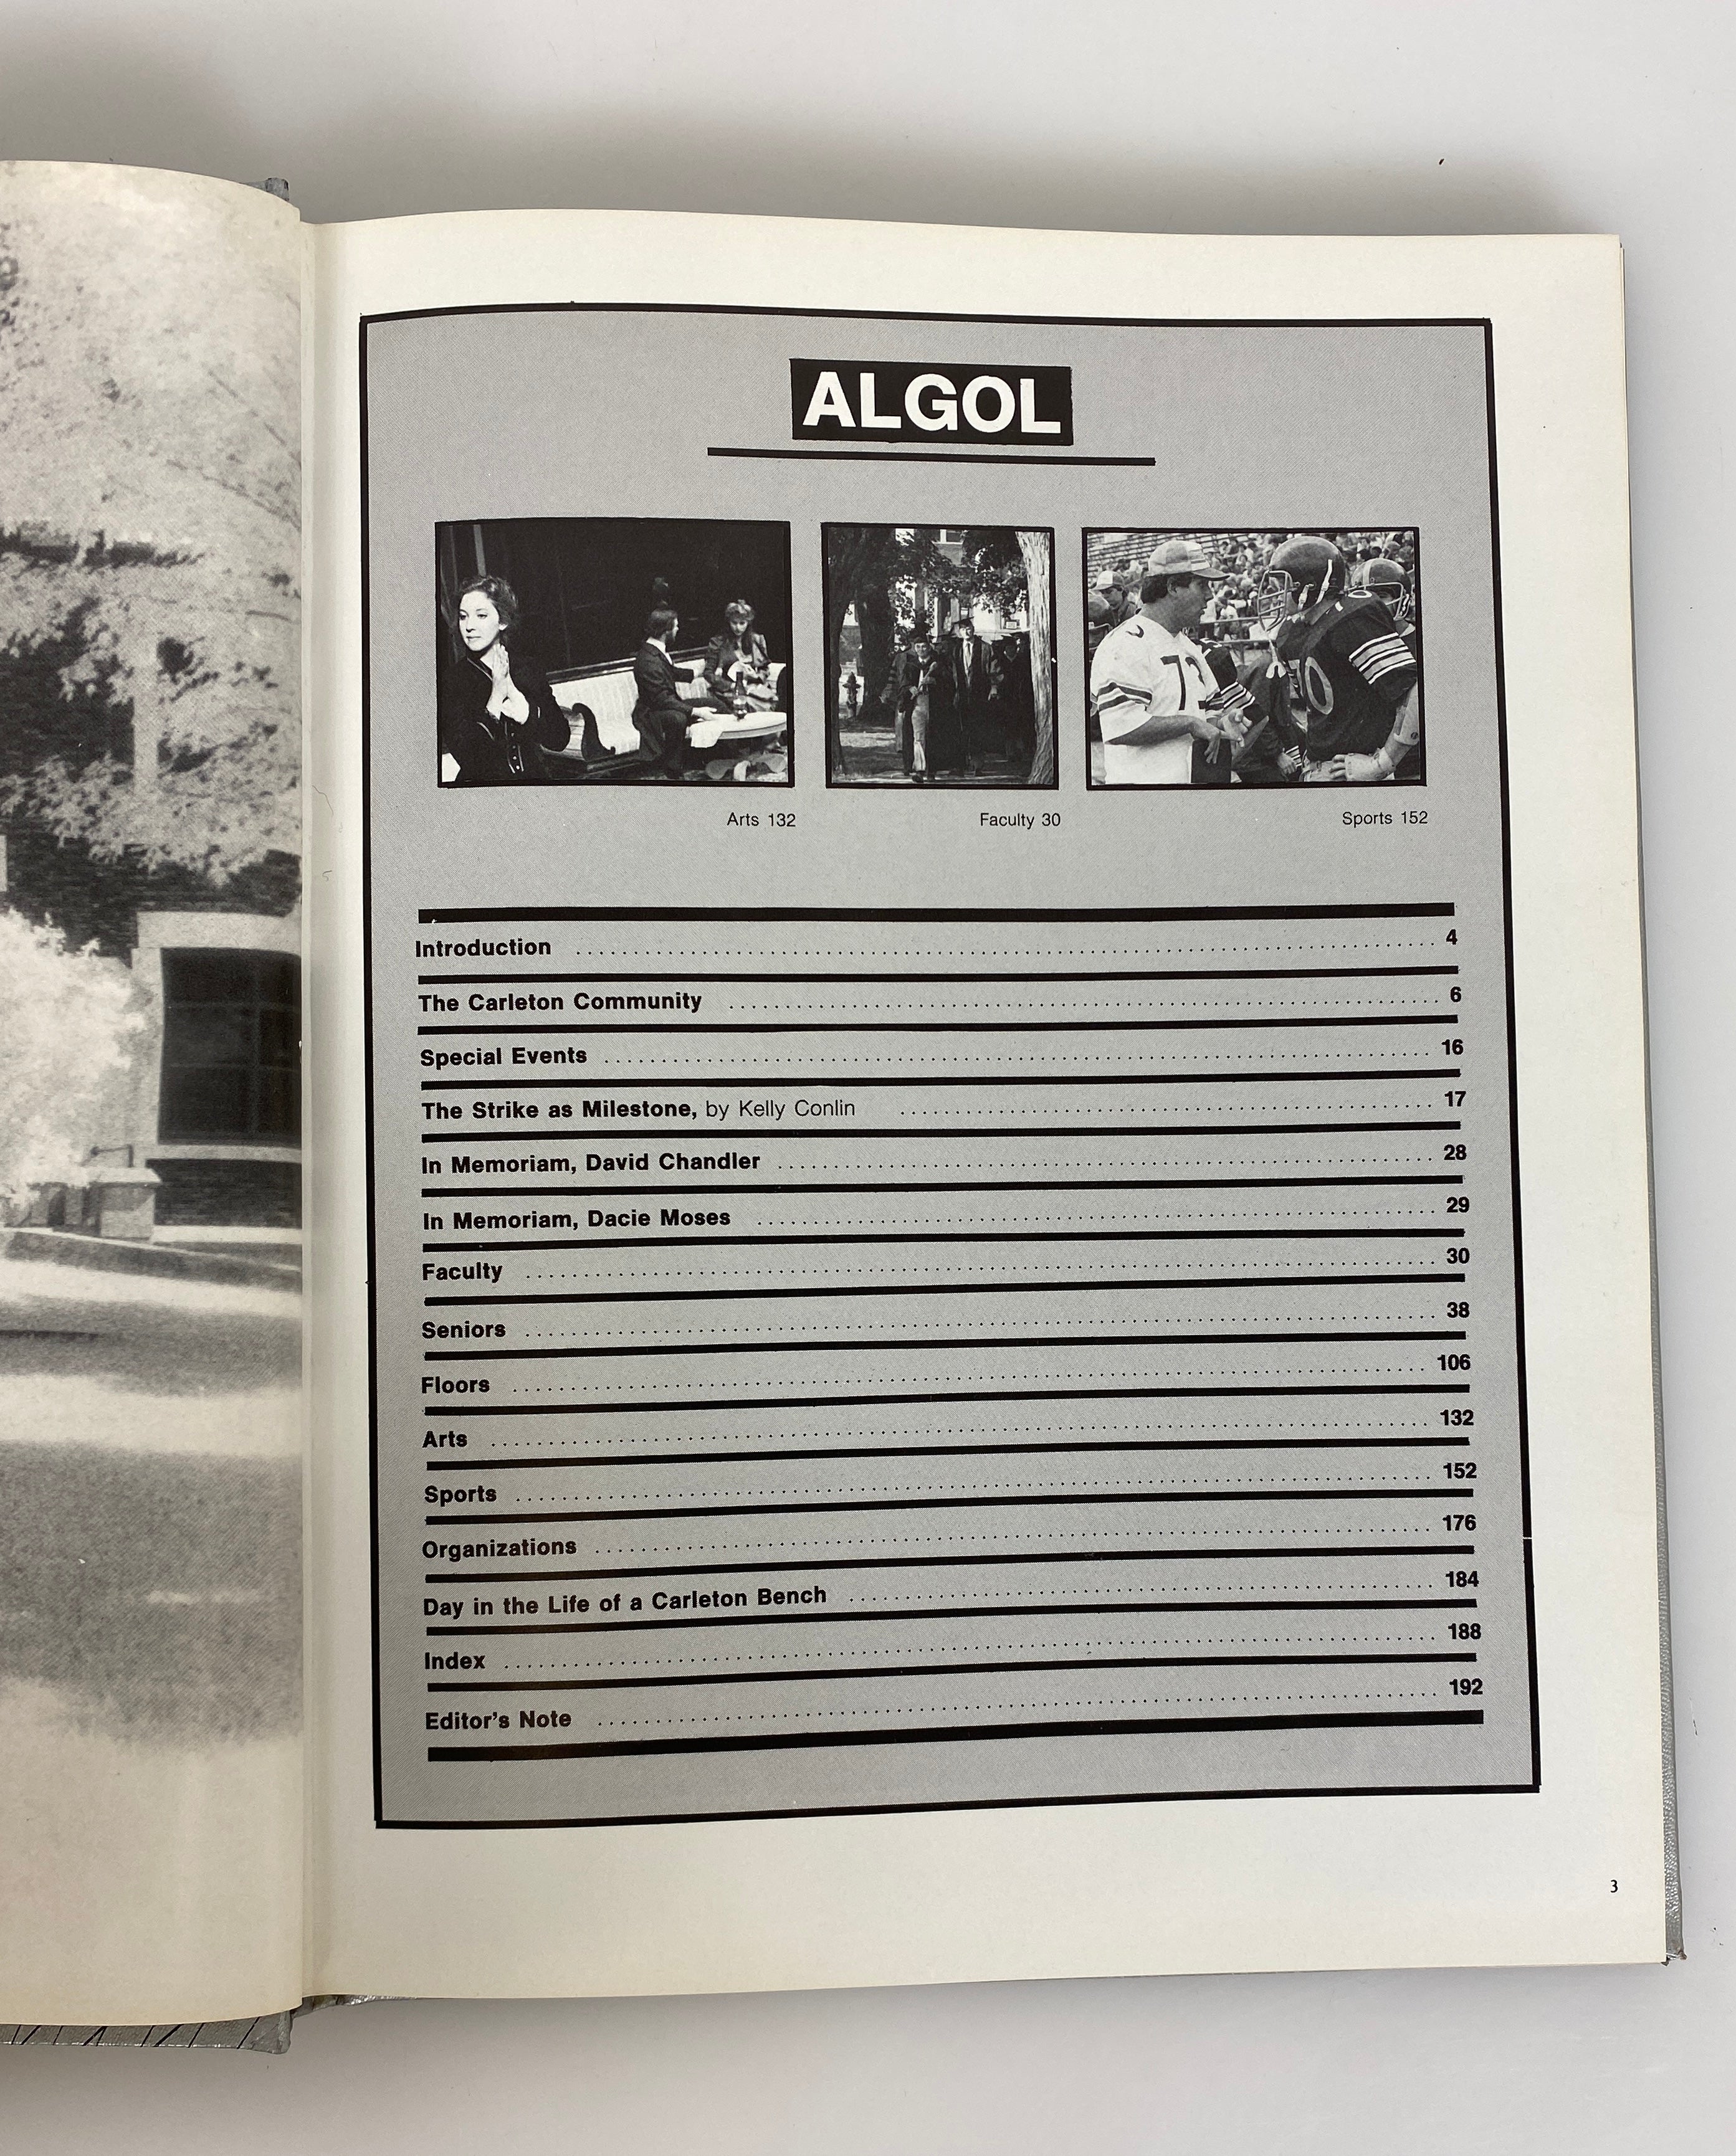 ALGOL
Arts 132
Faculty 30
Sports 152
Introduction ........ 4
The Carleton Community ........ 6
Special Events ........ 16
The Strike as Milestone, by Kelly Conlin ........ 17
In Memoriam, David Chandler ........ 28
In Memoriam, Dacie Moses ........ 29
Faculty ........ 30
Seniors ........ 38
Floors ........ 106
Arts ........ 132
Sports ........ 152
Organizations ........ 176
Day in the Life of a Carleton Bench ........ 184
Index ........ 188
Editor's Note ........ 192
3